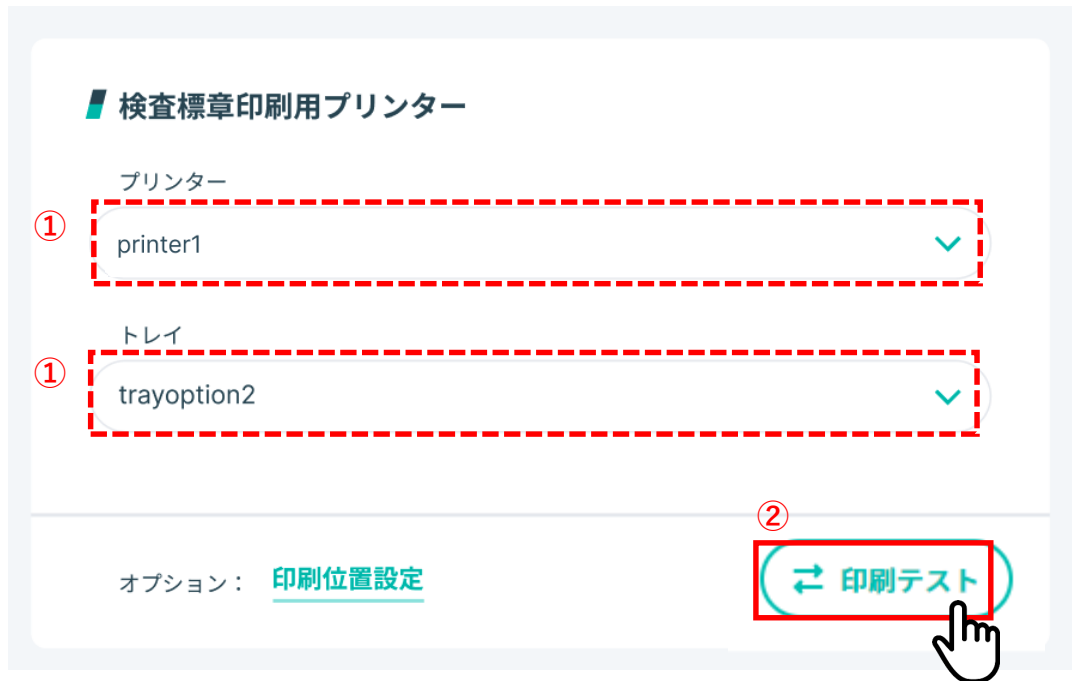 検査標章印刷用プリンター
プリンター
①
printer1
トレイ
①
trayoption2
②
オプション： 印刷位置設定 印刷テスト